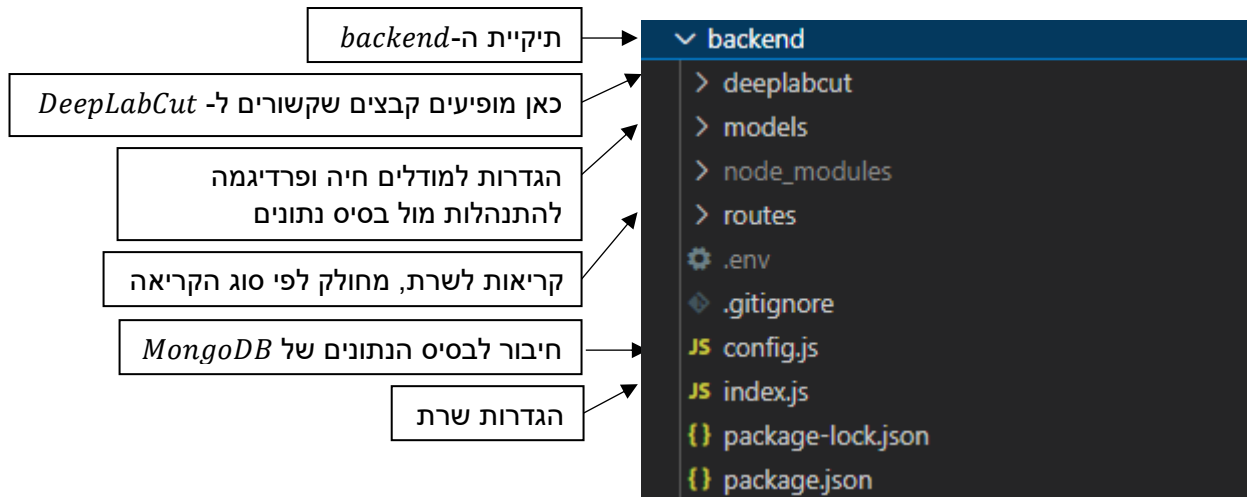 תיקיית ה-backend
כאן מופיעים קבצים שקשורים ל- DeepLabCut
הגדרות למודלים חיה ופרדיגמה
להתנהלות מול בסיס נתונים
קריאות לשרת, מחולק לפי סוג הקריאה
חיבור לבסיס הנתונים של MongoDB
הגדרות שרת
backend
deeplabcut
models
node_modules
routes
.env
.gitignore
JS config.js
JS index.js
{} package-lock.json
{} package.json